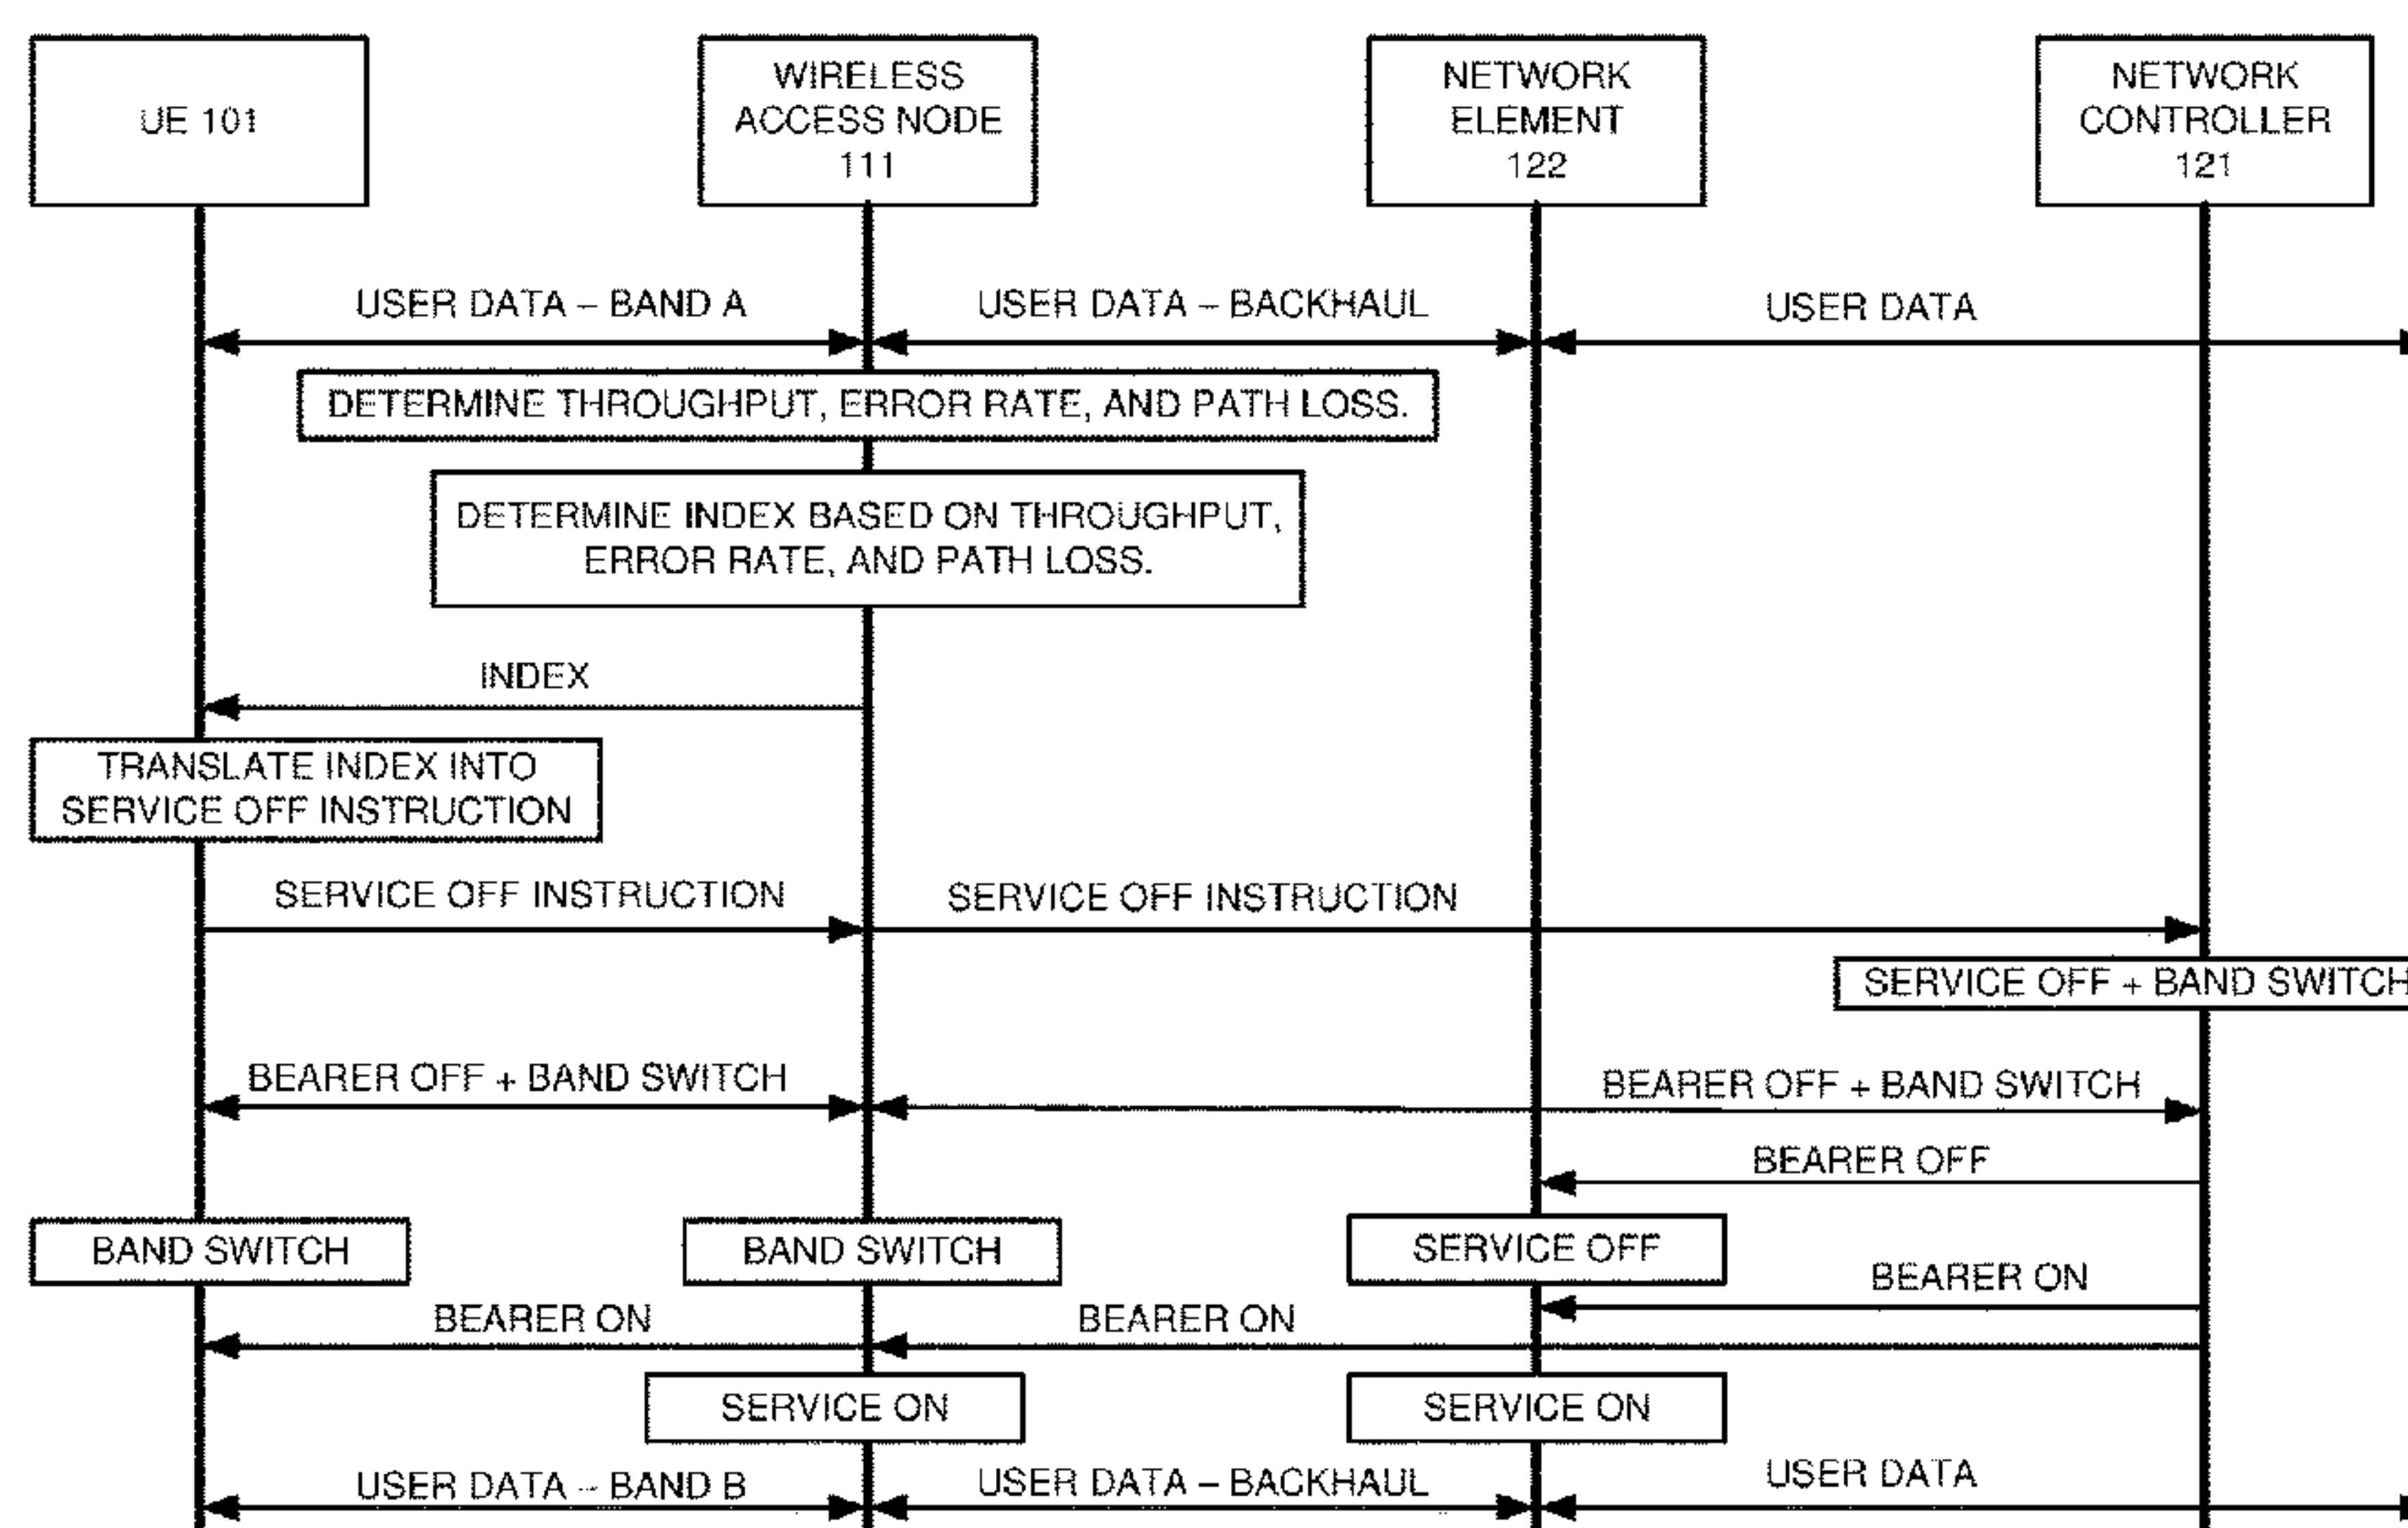 UE 101
WIRELESS
ACCESS NODE
111
NETWORK
ELEMENT
122
NETWORK
CONTROLLER
121
USER DATA – BAND A
USER DATA – BACKHAUL
USER DATA
DETERMINE THROUGHPUT, ERROR RATE, AND PATH LOSS.
DETERMINE INDEX BASED ON THROUGHPUT,
ERROR RATE, AND PATH LOSS.
INDEX
TRANSLATE INDEX INTO
SERVICE OFF INSTRUCTION
SERVICE OFF INSTRUCTION
SERVICE OFF INSTRUCTION
SERVICE OFF + BAND SWITCH
BEARER OFF + BAND SWITCH
BEARER OFF + BAND SWITCH
BEARER OFF
BAND SWITCH
BAND SWITCH
SERVICE OFF
BEARER ON
BEARER ON
BEARER ON
SERVICE ON
SERVICE ON
USER DATA – BAND B
USER DATA – BACKHAUL
USER DATA